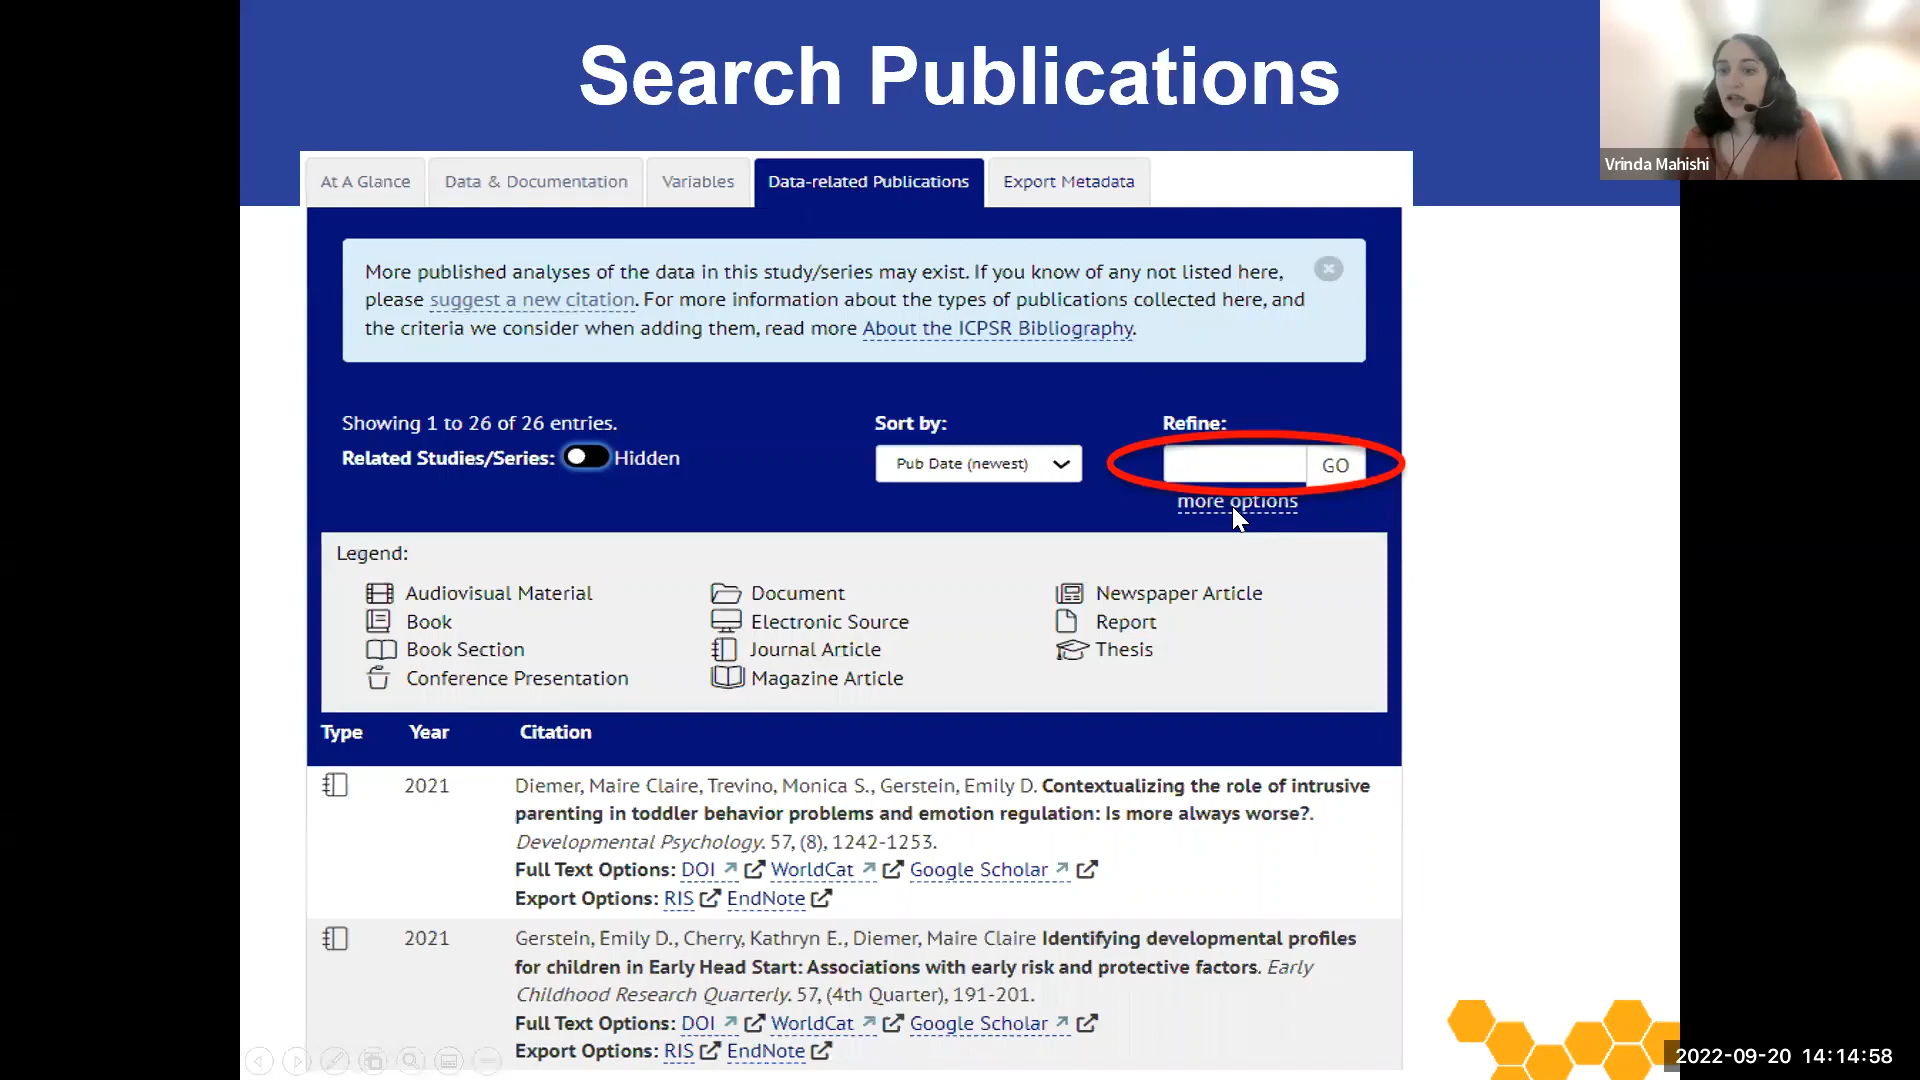 Search Publications
Vrinda Mahishi
At A Glance
Data & Documentation
Variables
Data-related Publications
Export Metadata
More published analyses of the data in this study/series may exist. If you know of any not listed here,
please suggest a new citation. For more information about the types of publications collected here, and
the criteria we consider when adding them, read more About the ICPSR Bibliography.
Showing 1 to 26 of 26 entries.
Related Studies/Series: Hidden
Sort by:
Pub Date (newest)
Refine:
GO
more options
Legend:
Audiovisual Material
Book
Book Section
Conference Presentation
Document
Electronic Source
Journal Article
Magazine Article
Newspaper Article
Report
Thesis
Type Year Citation
2021
Diemer, Maire Claire, Trevino, Monica S., Gerstein, Emily D. Contextualizing the role of intrusive
parenting in toddler behavior problems and emotion regulation: Is more always worse?.
Developmental Psychology. 57, (8), 1242-1253.
Full Text Options: DOI WorldCat Google Scholar
Export Options: RIS EndNote
2021
Gerstein, Emily D., Cherry, Kathryn E., Diemer, Maire Claire Identifying developmental profiles
for children in Early Head Start: Associations with early risk and protective factors. Early
Childhood Research Quarterly. 57, (4th Quarter), 191-201.
Full Text Options: DOI WorldCat Google Scholar
Export Options: RIS EndNote
2022-09-20 14:14:58